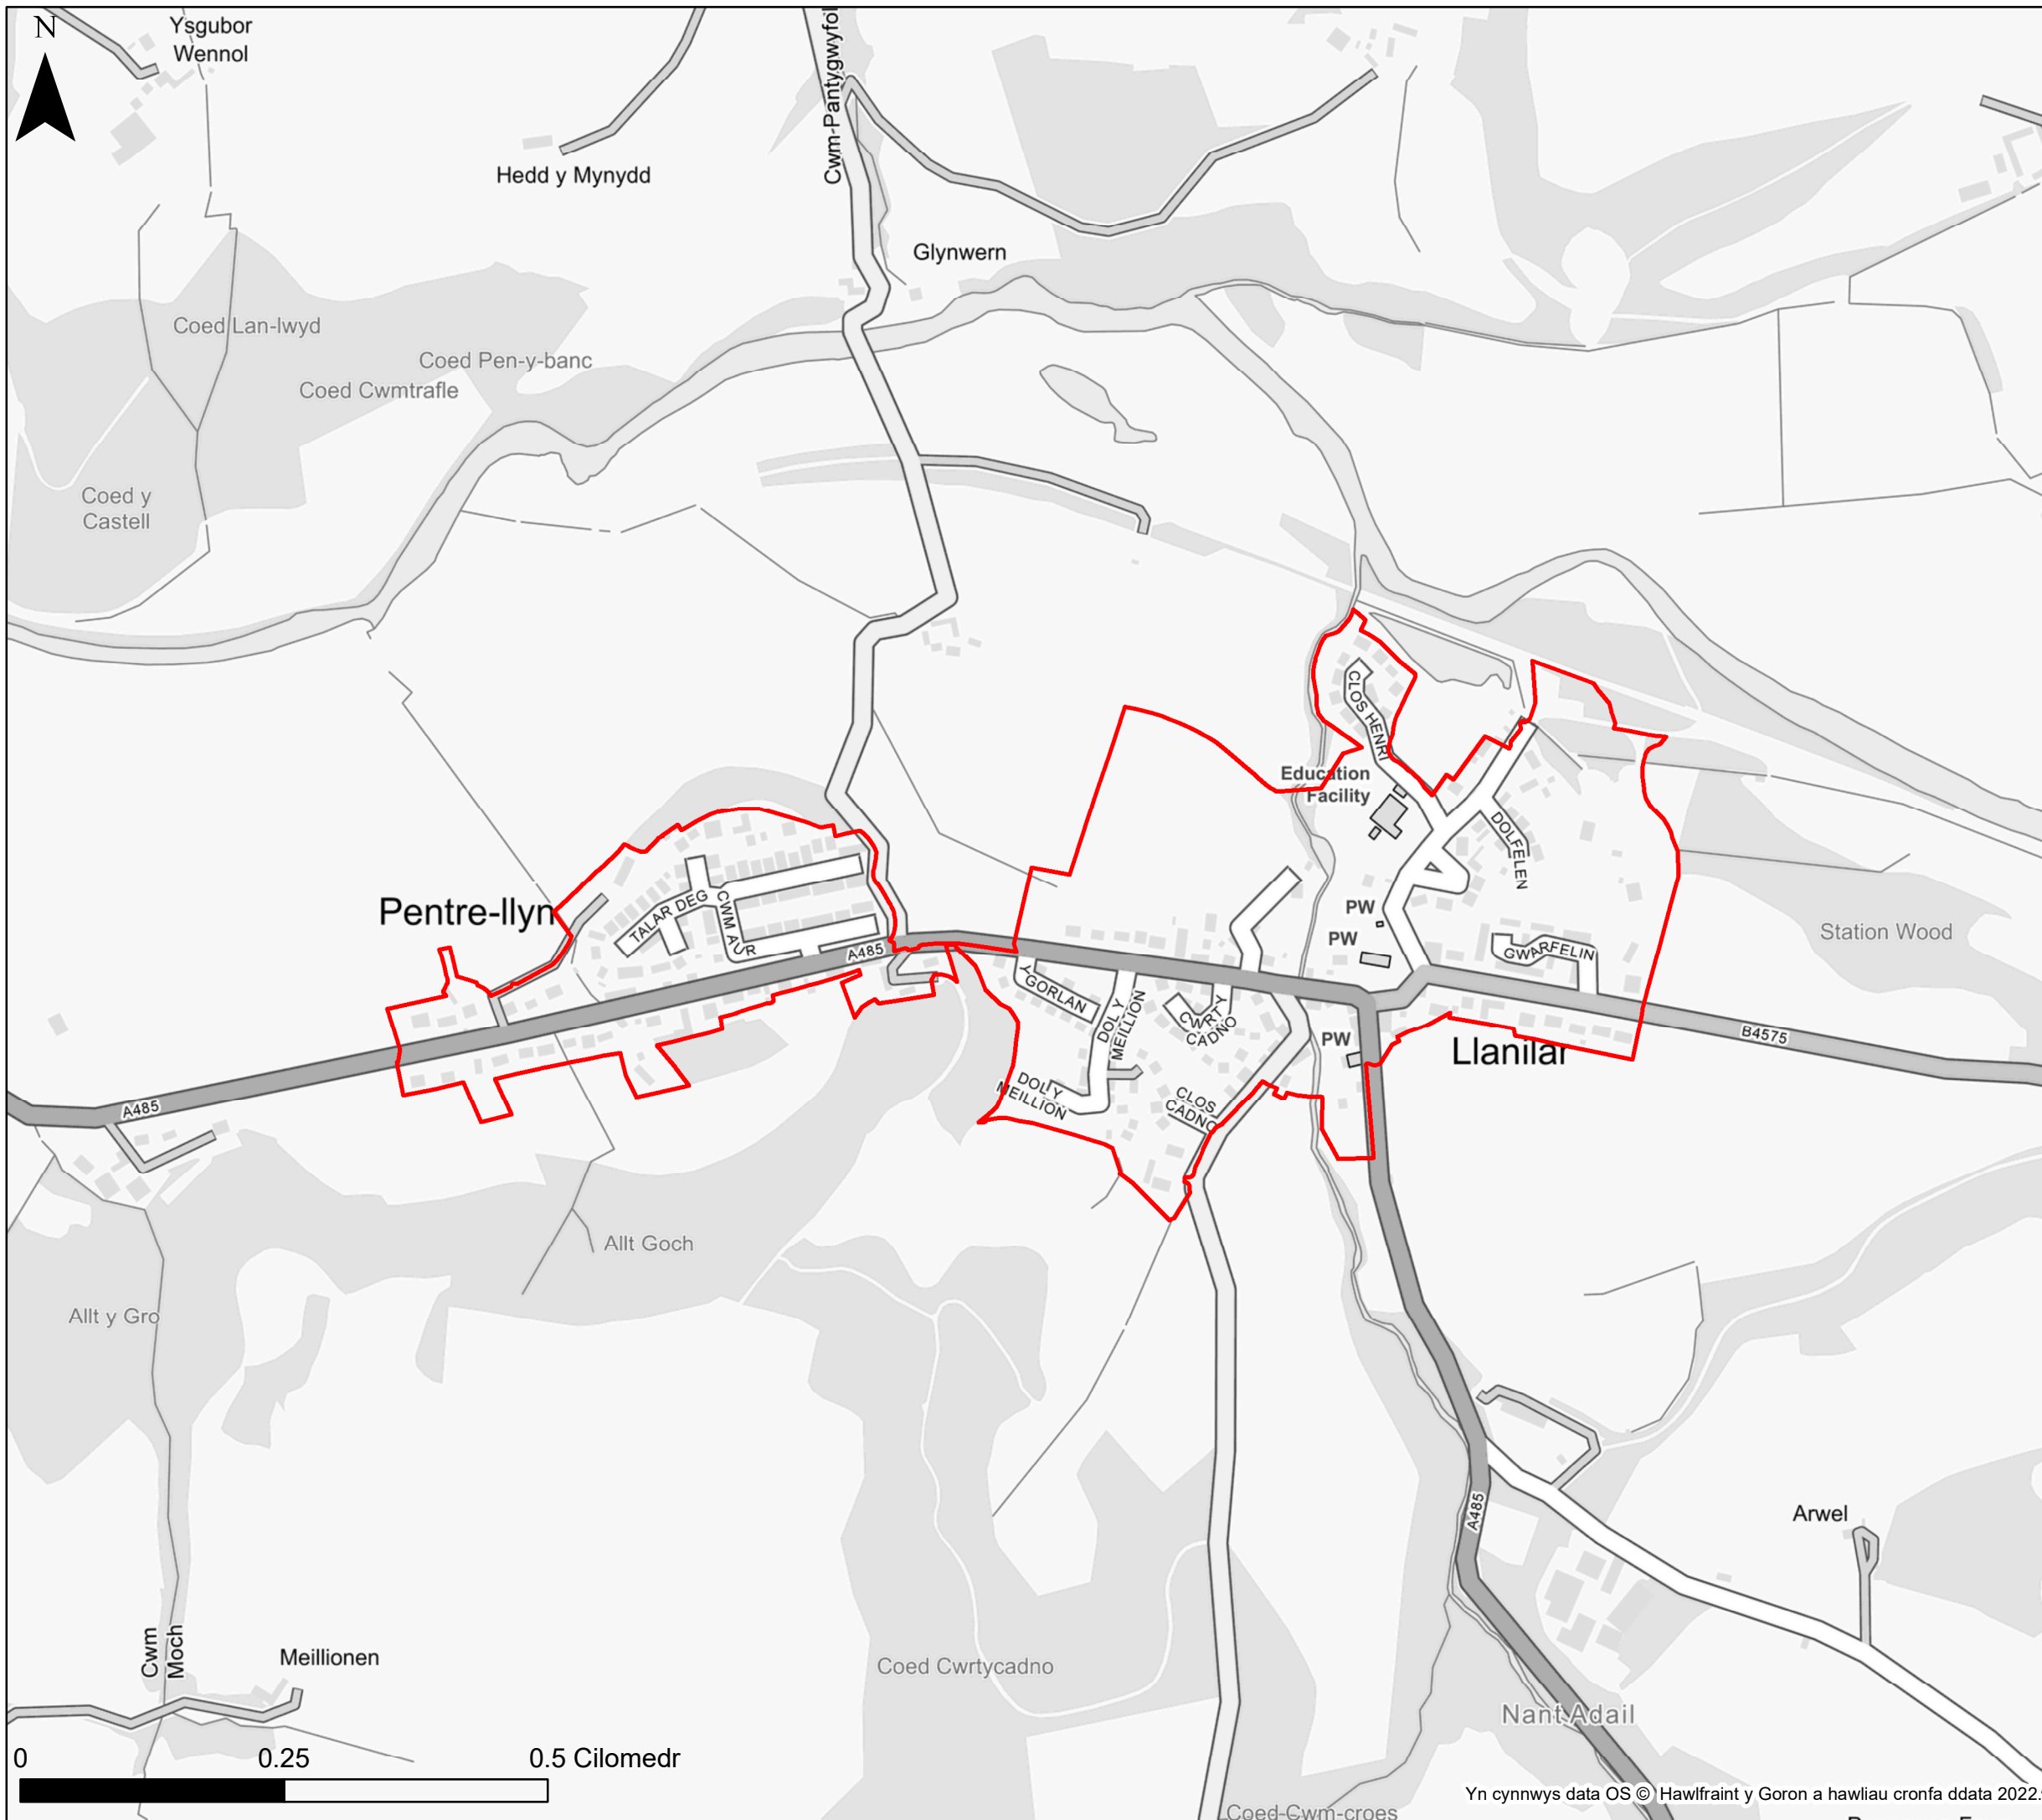 N
Ysgubor
Wennol
Cwm-Pantygwyfol
Hedd y Mynydd
Glynwern
Coed Lan-lwyd
Coed Pen-y-banc
Coed Cwmtrafle
Coed y
Castell
CLOS HENRI
Education
Facility
DOLFELEN
Pentre-llyn
TALAR DEG
CWM AUR
A485
PW
PW
GWARFELIN
Station Wood
Y GORLAN
DOL Y
MEILLION
CWRT Y
CADNO
PW
Llanilar
B4575
DOL Y
MEILLION
CLOS
CADNO
A485
Allt Goch
Allt y Gro
A485
Arwel
Cwm
Moch
Meillionen
Coed Cwrtycadno
Nant Adail
0 0.25 0.5 Cilomedr
Yn cynnwys data OS © Hawlfraint y Goron a hawliau cronfa ddata 2022.
Coed Cwm-croes